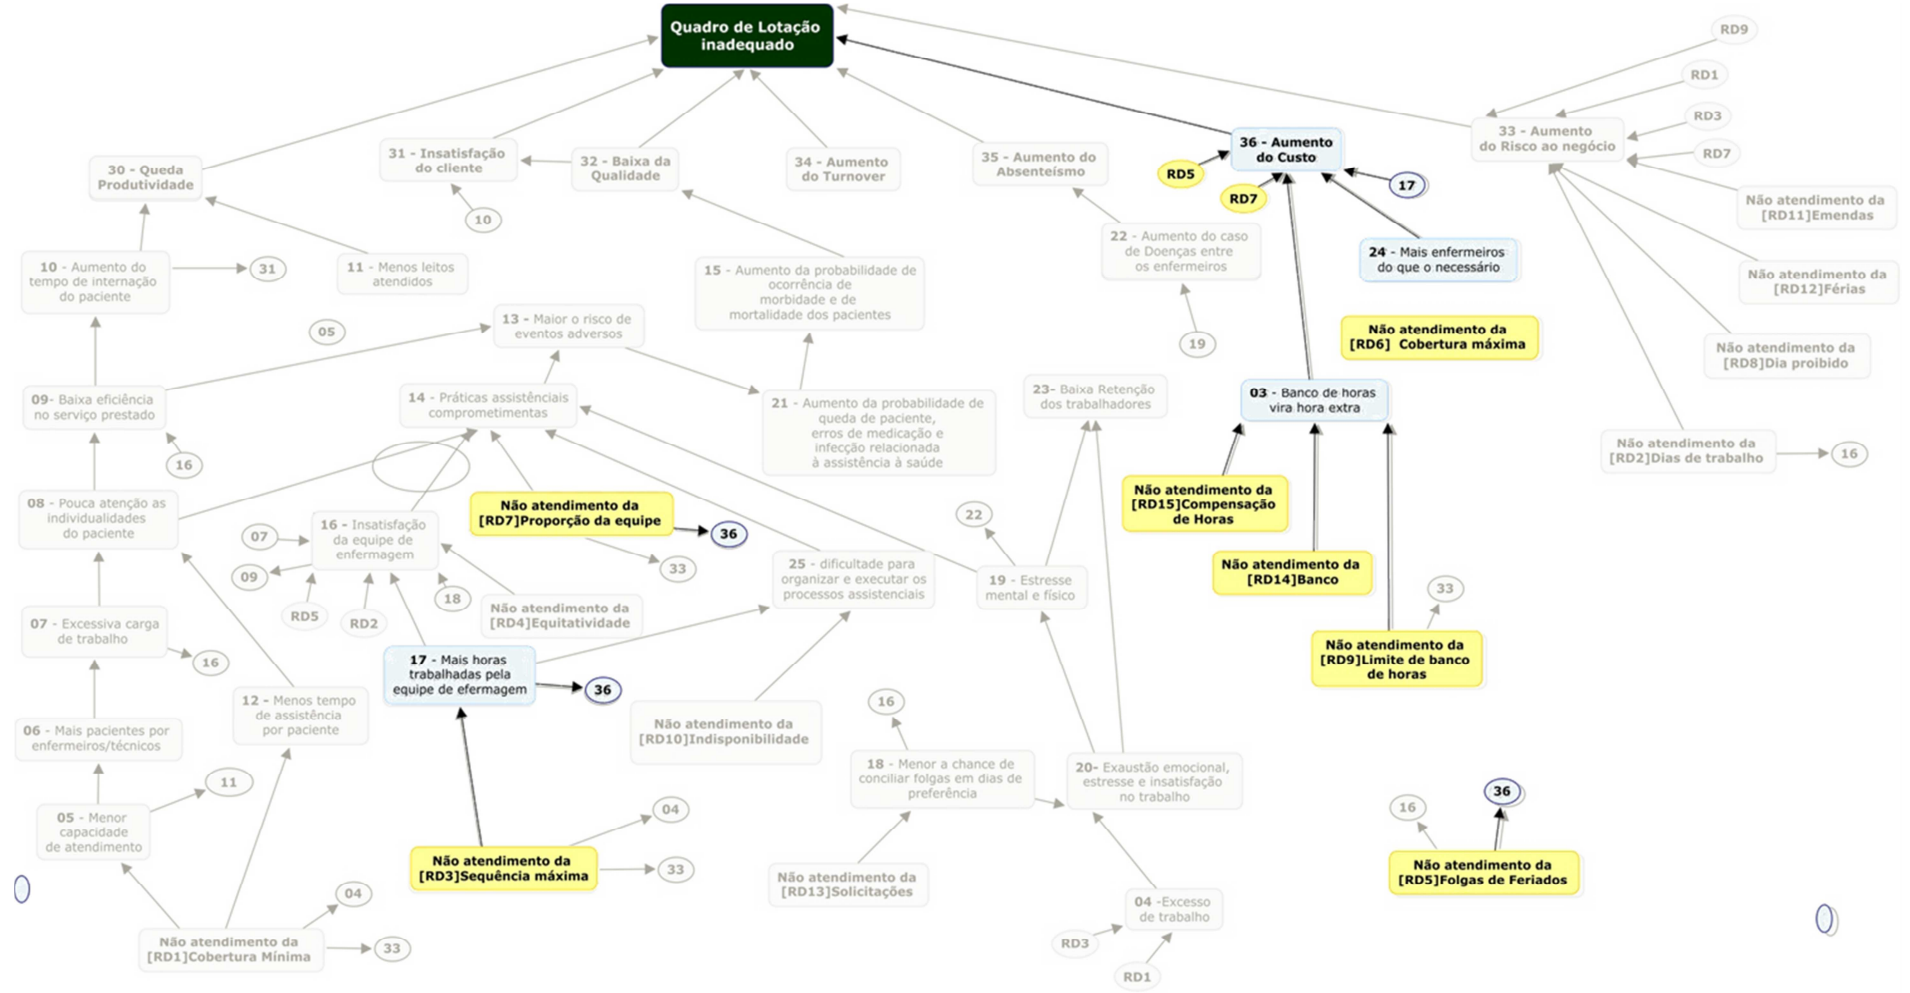 Quadro de Lotação
inadequado
RD9
RD1
RD3
RD7
33 - Aumento
do Risco ao negócio
36 - Aumento
do Custo
RD5
RD7
17
31 - Insatisfação
do cliente
32 - Baixa da
Qualidade
34 - Aumento
do Turnover
35 - Aumento do
Absenteísmo
30 - Queda
Produtividade
10
Não atendimento da
[RD11]Emendas
22 - Aumento do caso
de Doenças entre
os enfermeiros
24 - Mais enfermeiros
do que o necessário
10 - Aumento do
tempo de internação
do paciente
31
11 - Menos leitos
atendidos
15 - Aumento da probabilidade de
ocorrência de
morbidade e de
mortalidade dos pacientes
Não atendimento da
[RD12]Férias
05
13 - Maior o risco de
eventos adversos
19
Não atendimento da
[RD6]  Cobertura máxima
Não atendimento da
[RD8]Dia proibido
09- Baixa eficiência
no serviço prestado
14 - Práticas assistênciais
comprometimentas
21 - Aumento da probabilidade de
queda de paciente,
erros de medicação e
infecção relacionada
à assistência à saúde
23- Baixa Retenção
dos trabalhadores
03 - Banco de horas
vira hora extra
16
Não atendimento da
[RD2]Dias de trabalho
16
08 - Pouca atenção as
individualidades
do paciente
Não atendimento da
[RD7]Proporção da equipe
36
33
Não atendimento da
[RD15]Compensação
de Horas
07
16 - Insatisfação
da equipe de
enfermagem
09
22
RD5
RD2
18
Não atendimento da
[RD4]Equitatividade
25 - dificultade para
organizar e executar os
processos assistenciais
19 - Estresse
mental e físico
Não atendimento da
[RD14]Banco
33
07 - Excessiva carga
de trabalho
16
17 - Mais horas
trabalhadas pela
equipe de efermagem
36
Não atendimento da
[RD9]Limite de banco
de horas
12 - Menos tempo
de assistência
por paciente
06 - Mais pacientes por
enfermeiros/técnicos
Não atendimento da
[RD10]Indisponibilidade
16
18 - Menor a chance de
conciliar folgas em dias de
preferência
20- Exaustão emocional,
estresse e insatisfação
no trabalho
11
05 - Menor
capacidade
de atendimento
04
16
36
Não atendimento da
[RD3]Sequência máxima
33
Não atendimento da
[RD13]Solicitações
Não atendimento da
[RD5]Folgas de Feriados
04
04 -Excesso
de trabalho
Não atendimento da
[RD1]Cobertura Mínima
33
RD3
RD1